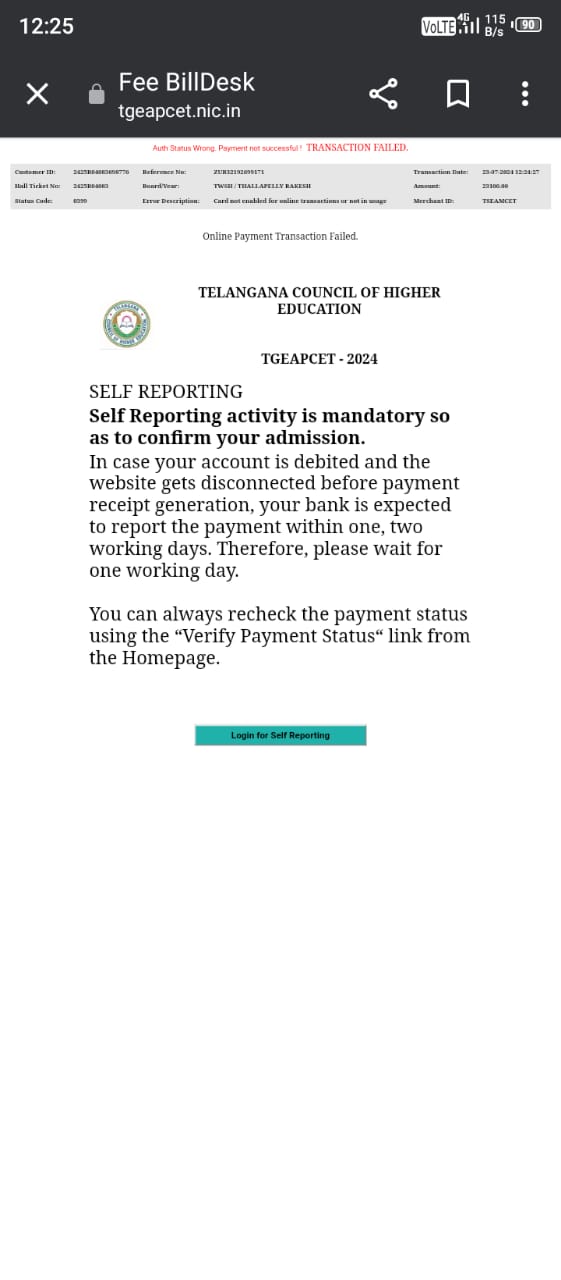 12:25
VoLTE 4G 115 B/s 90
Fee BillDesk
tgeapcet.nic.in
Auth Status Wrong. Payment not successful ! TRANSACTION FAILED.
Customer ID: Reference No: Transaction Date: 23-07-2024 12:24:27
Hall Ticket No: 2425B04083 Board/Year: TWSH / THALLAPELLY RAKESH Amount: 23100.00
Status Code: 0399 Error Description: Card not enabled for online transactions or not in usage Merchant ID: TSEAMCET
Online Payment Transaction Failed.
TELANGANA COUNCIL OF HIGHER
EDUCATION
TGEAPCET - 2024
SELF REPORTING
Self Reporting activity is mandatory so
as to confirm your admission.
In case your account is debited and the
website gets disconnected before payment
receipt generation, your bank is expected
to report the payment within one, two
working days. Therefore, please wait for
one working day.
You can always recheck the payment status
using the “Verify Payment Status“ link from
the Homepage.
Login for Self Reporting